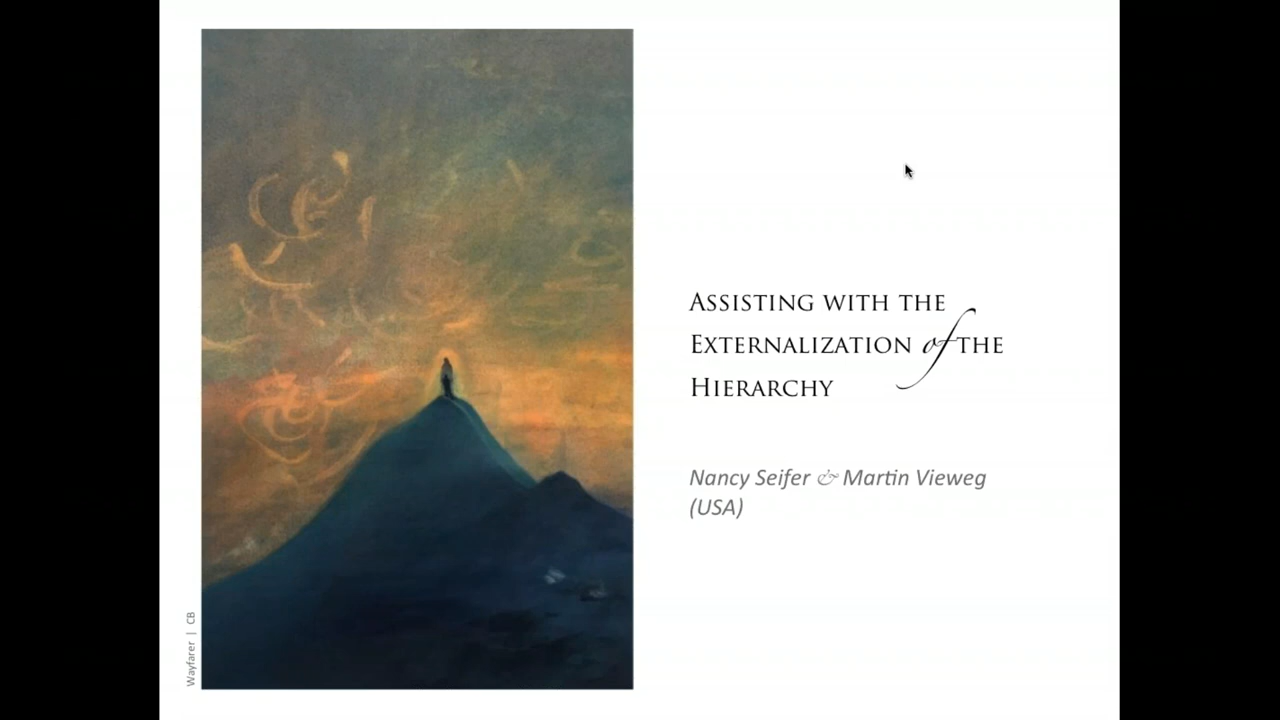 Assisting with the
Externalization of the
Hierarchy
Nancy Seifer & Martin Vieweg
(USA)
Wayfarer | CB